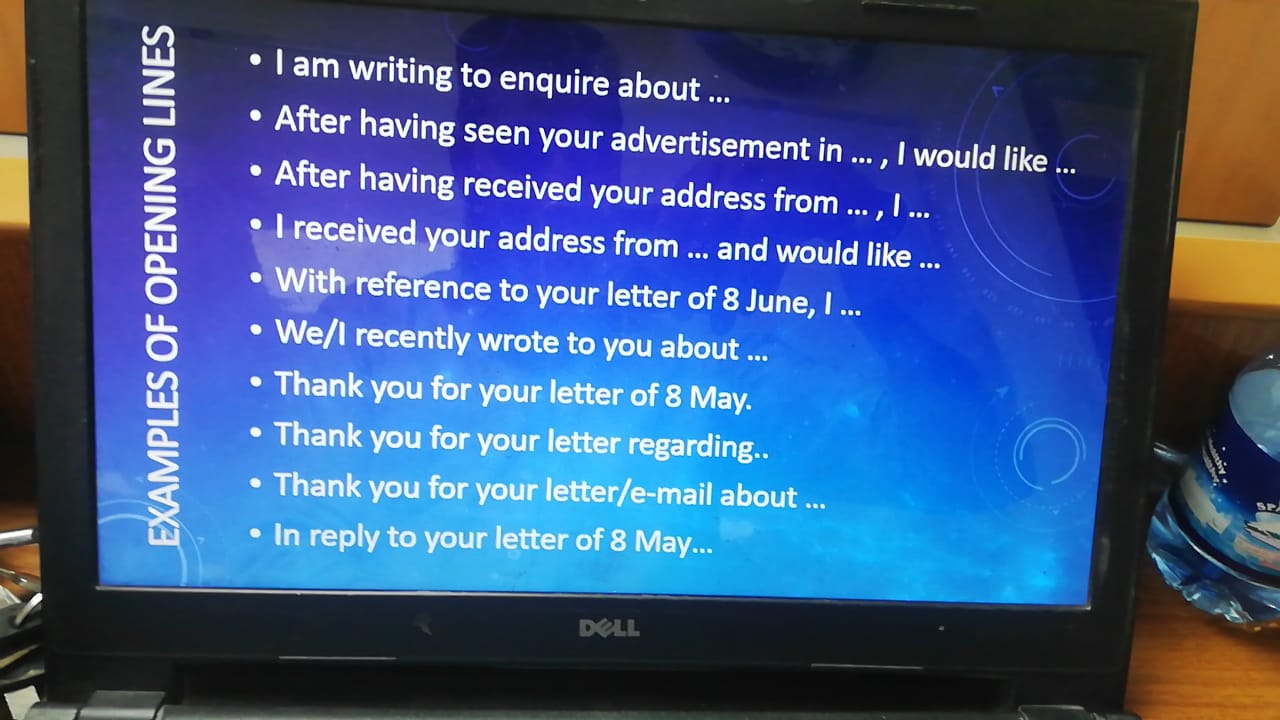 EXAMPLES OF OPENING LINES
• I am writing to enquire about ...
• After having seen your advertisement in ... , I would like ...
• After having received your address from ... , I ...
• I received your address from ... and would like ...
• With reference to your letter of 8 June, I ...
• We/I recently wrote to you about ...
• Thank you for your letter of 8 May.
• Thank you for your letter regarding..
• Thank you for your letter/e-mail about ...
• In reply to your letter of 8 May...
DELL